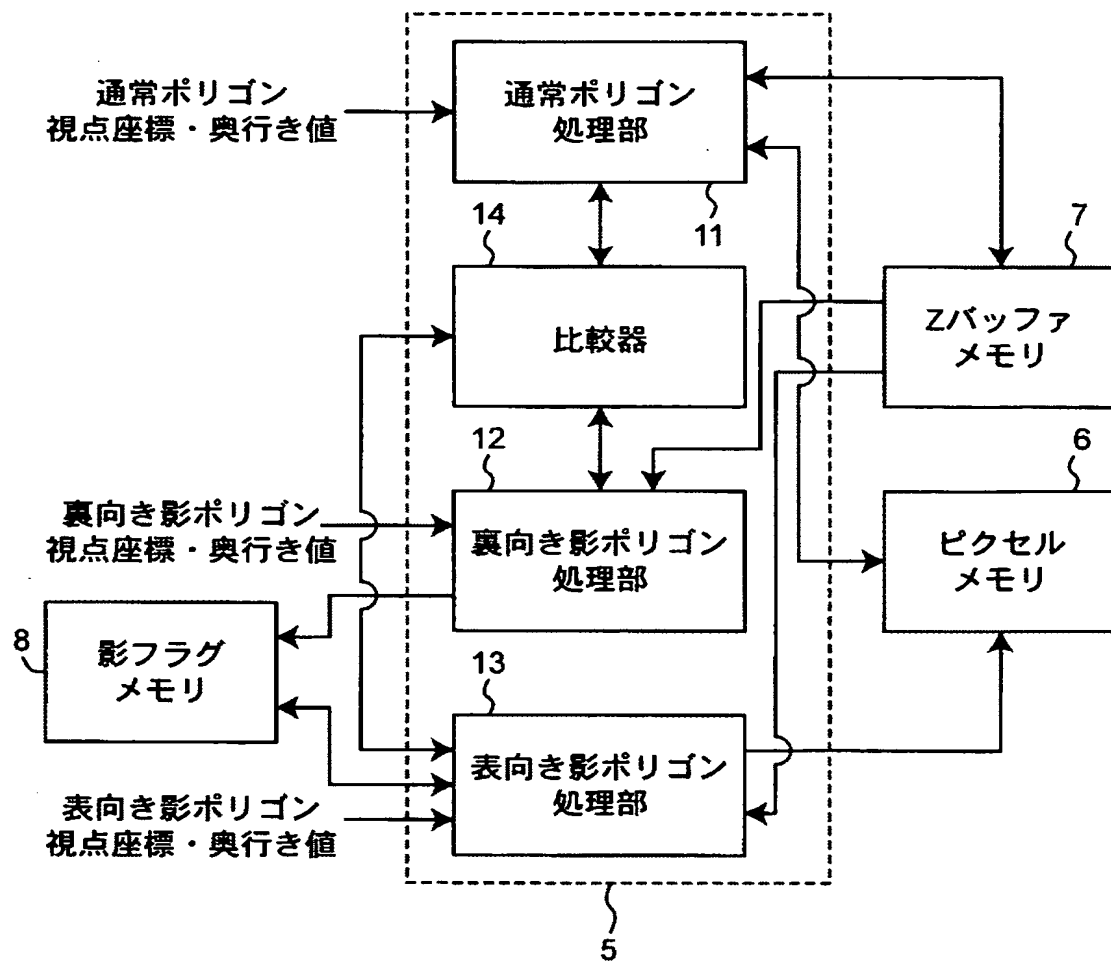 通常ポリゴン
視点座標・奥行き値
通常ポリゴン
処理部
11
14
比較器
7
Zバッファ
メモリ
12
裏向き影ポリゴン
視点座標・奥行き値
裏向き影ポリゴン
処理部
6
ピクセル
メモリ
8
影フラグ
メモリ
13
表向き影ポリゴン
処理部
表向き影ポリゴン
視点座標・奥行き値
5